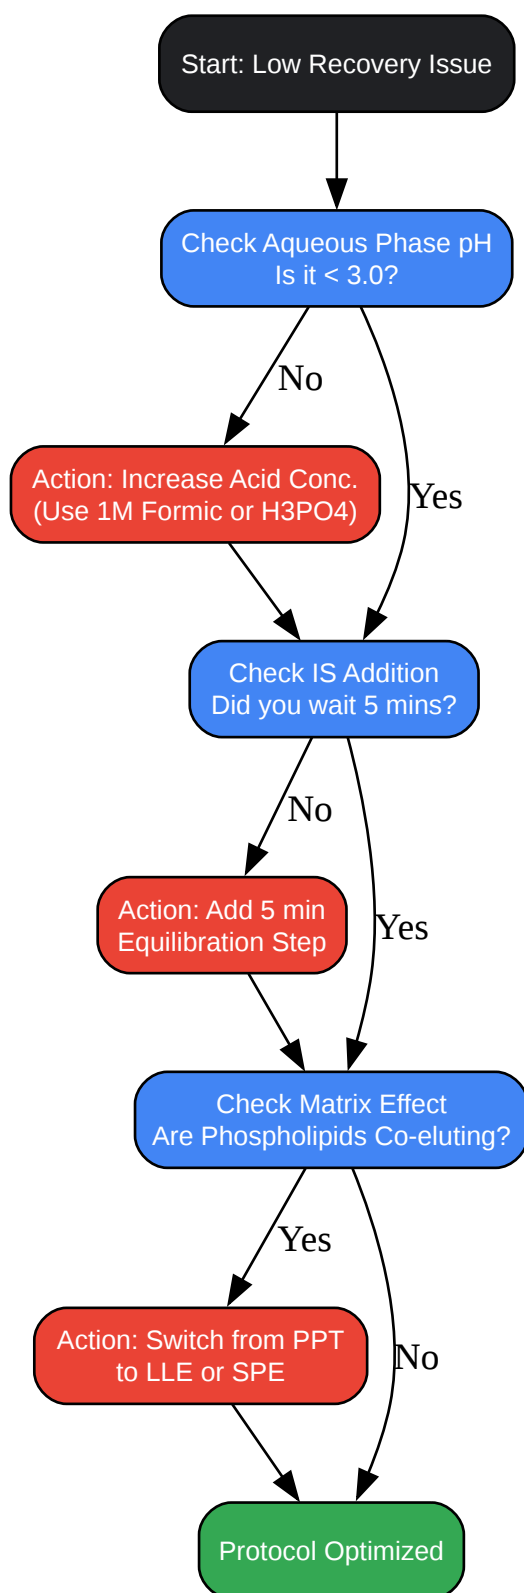 Start: Low Recovery Issue
Check Aqueous Phase pH
Is it < 3.0?
No
Action: Increase Acid Conc.
(Use 1M Formic or H3PO4)
Yes
Check IS Addition
Did you wait 5 mins?
No
Action: Add 5 min
Equilibration Step
Yes
Check Matrix Effect
Are Phospholipids Co-eluting?
Yes
Action: Switch from PPT
to LLE or SPE
No
Protocol Optimized